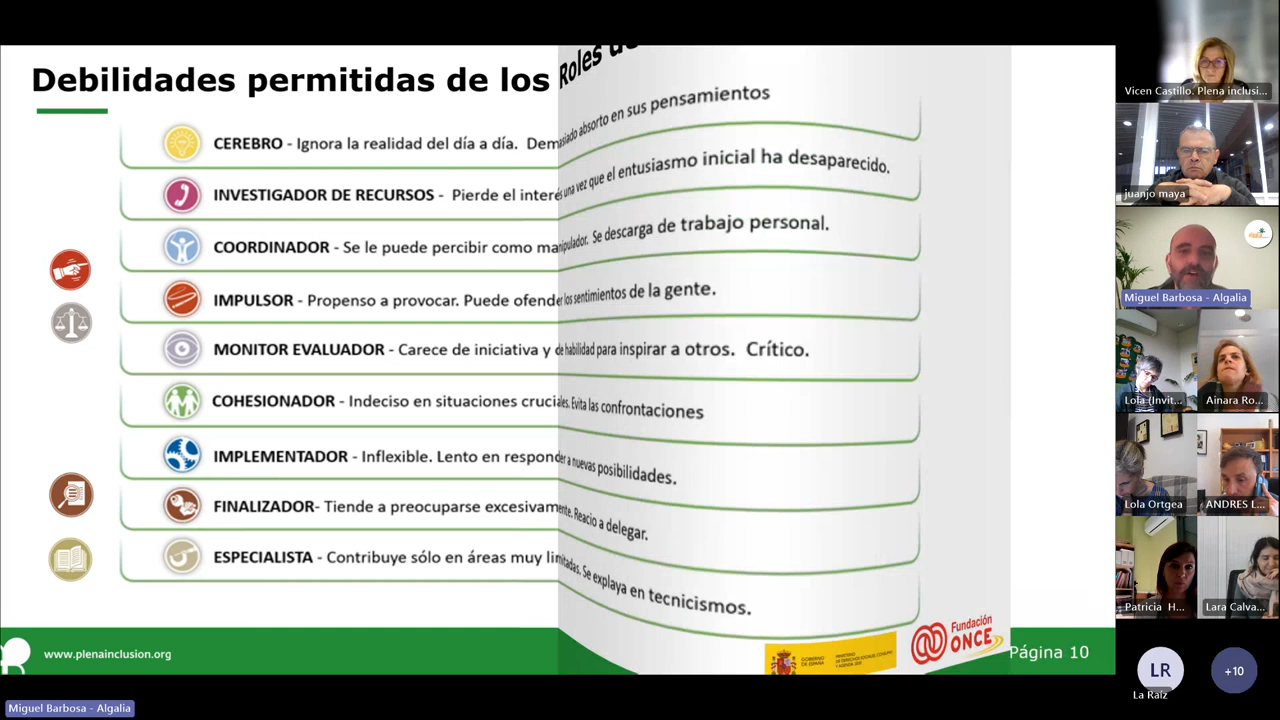 Debilidades permitidas de los Roles de
CEREBRO - Ignora la realidad del día a día. Demasiado absorto en sus pensamientos
INVESTIGADOR DE RECURSOS - Pierde el interés una vez que el entusiasmo inicial ha desaparecido.
COORDINADOR - Se le puede percibir como manipulador. Se descarga de trabajo personal.
IMPULSOR - Propenso a provocar. Puede ofender los sentimientos de la gente.
MONITOR EVALUADOR - Carece de iniciativa y de habilidad para inspirar a otros. Crítico.
COHESIONADOR - Indeciso en situaciones cruciales. Evita las confrontaciones
IMPLEMENTADOR - Inflexible. Lento en responder a nuevas posibilidades.
FINALIZADOR- Tiende a preocuparse excesivamente. Reacio a delegar.
ESPECIALISTA - Contribuye sólo en áreas muy limitadas. Se explaya en tecnicismos.
www.plenainclusion.org
GOBIERNO
DE ESPAÑA
Fundación
ONCE
Página 10
Miguel Barbosa - Algalia
Vicen Castillo. Plena inclusi...
juanjo maya
Miguel Barbosa - Algalia
Lola (Invit...
Ainara Ro...
Lola Ortgea
ANDRES L...
Patricia H...
Lara Calva...
LR
La Raíz
+10